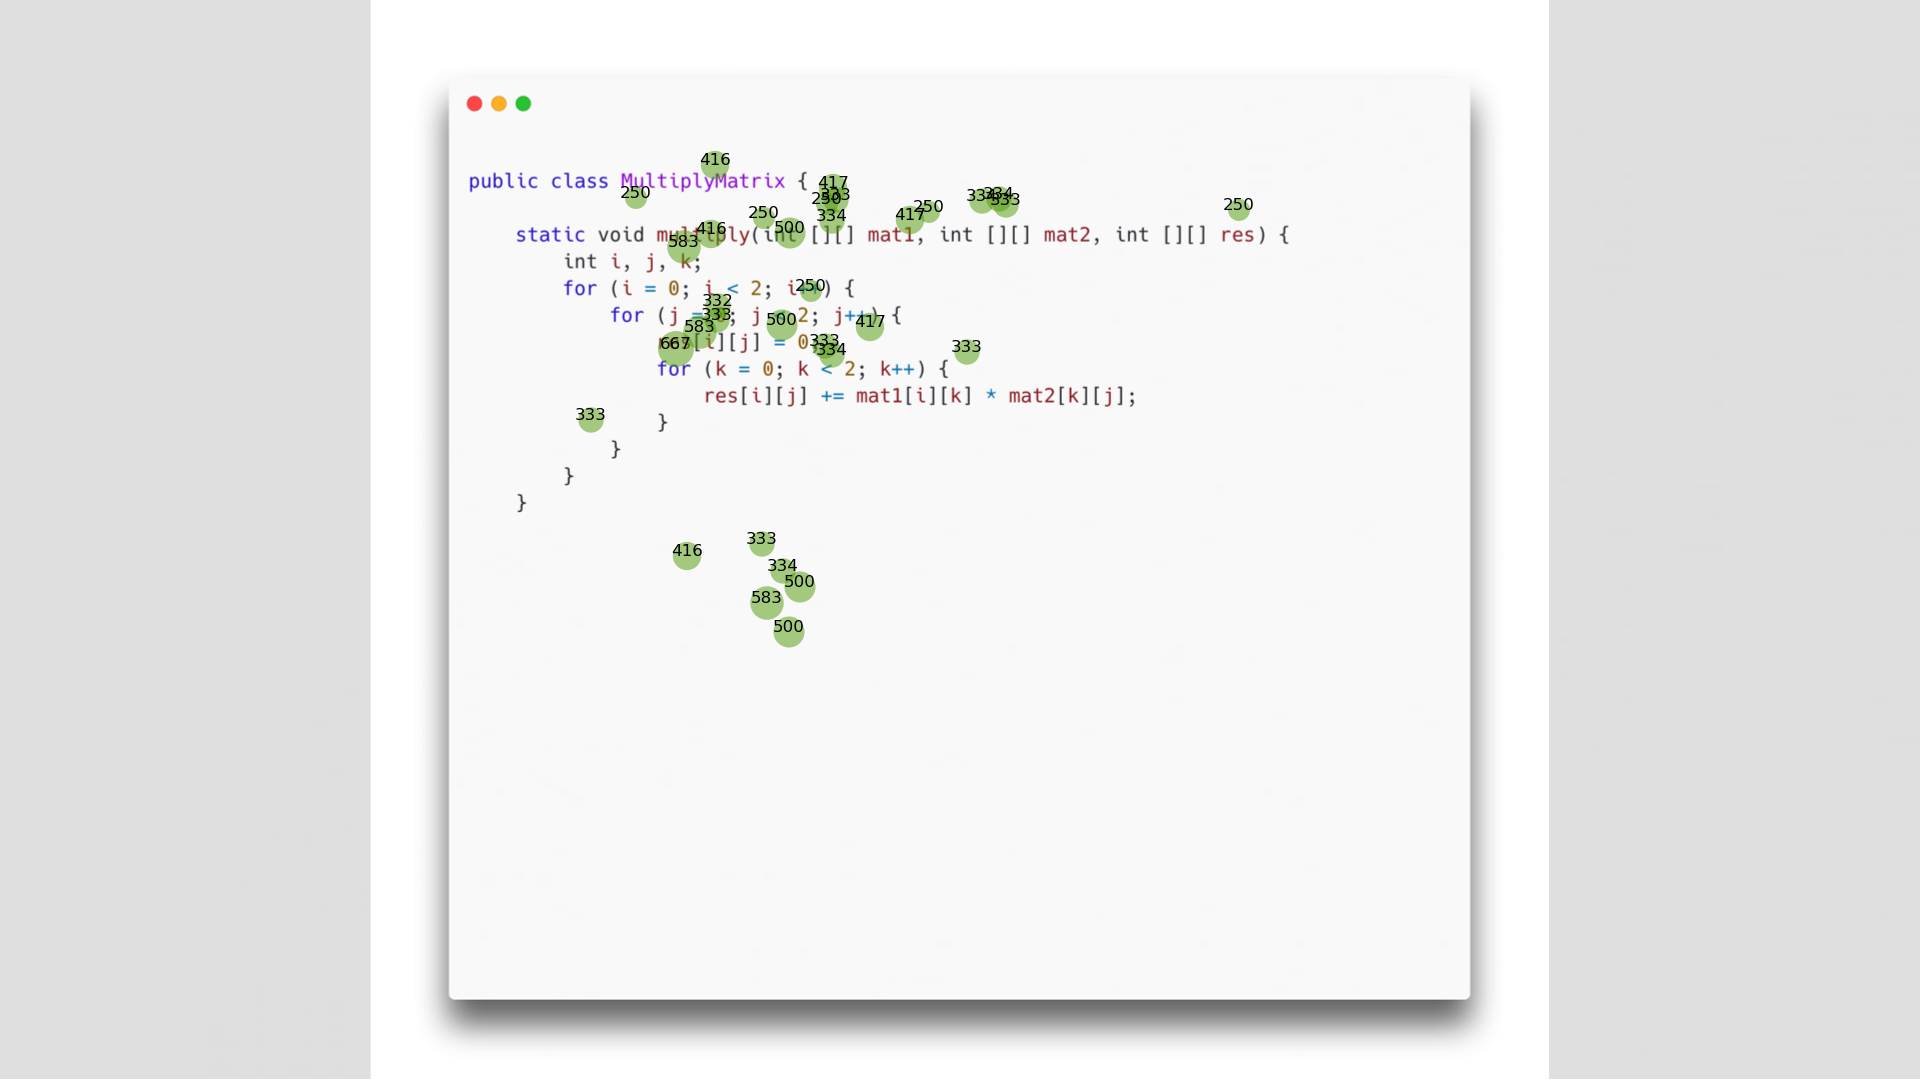 416
public class MultiplyMatrix {
250 417 333 250 334 334 333 250
250 500 334 417 250
416 583
static void multiply(int [][] mat1, int [][] mat2, int [][] res) {
int i, j, k;
for (i = 0; i < 2; i++) {
250
332
for (j = 0; j < 2; j++) {
333 583 500 417
res[i][j] = 0;
667 333 334 333
for (k = 0; k < 2; k++) {
res[i][j] += mat1[i][k] * mat2[k][j];
333
}
}
}
}
333
416
334
500
583
500